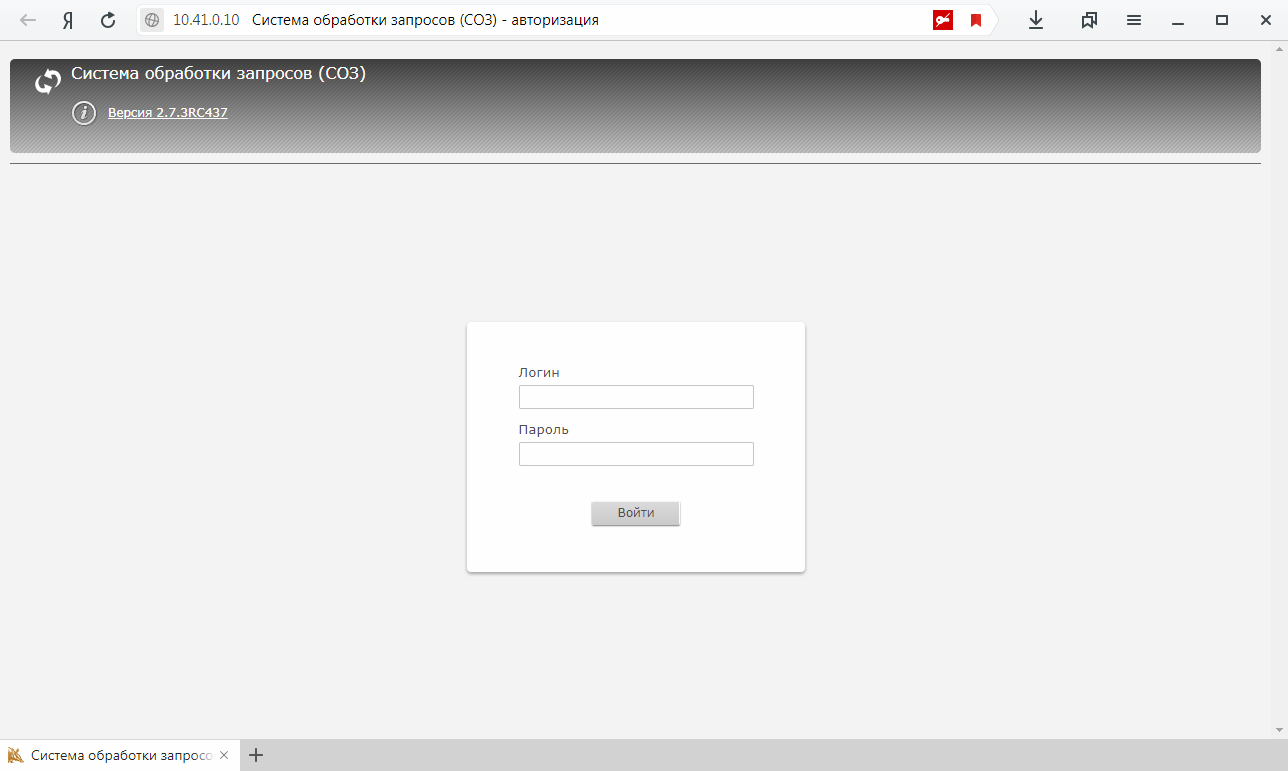 10.41.0.10 Система обработки запросов (СОЗ) - авторизация
Система обработки запросов (СОЗ)
Версия 2.7.3RC437
Логин
Пароль
Войти
Система обработки запросо